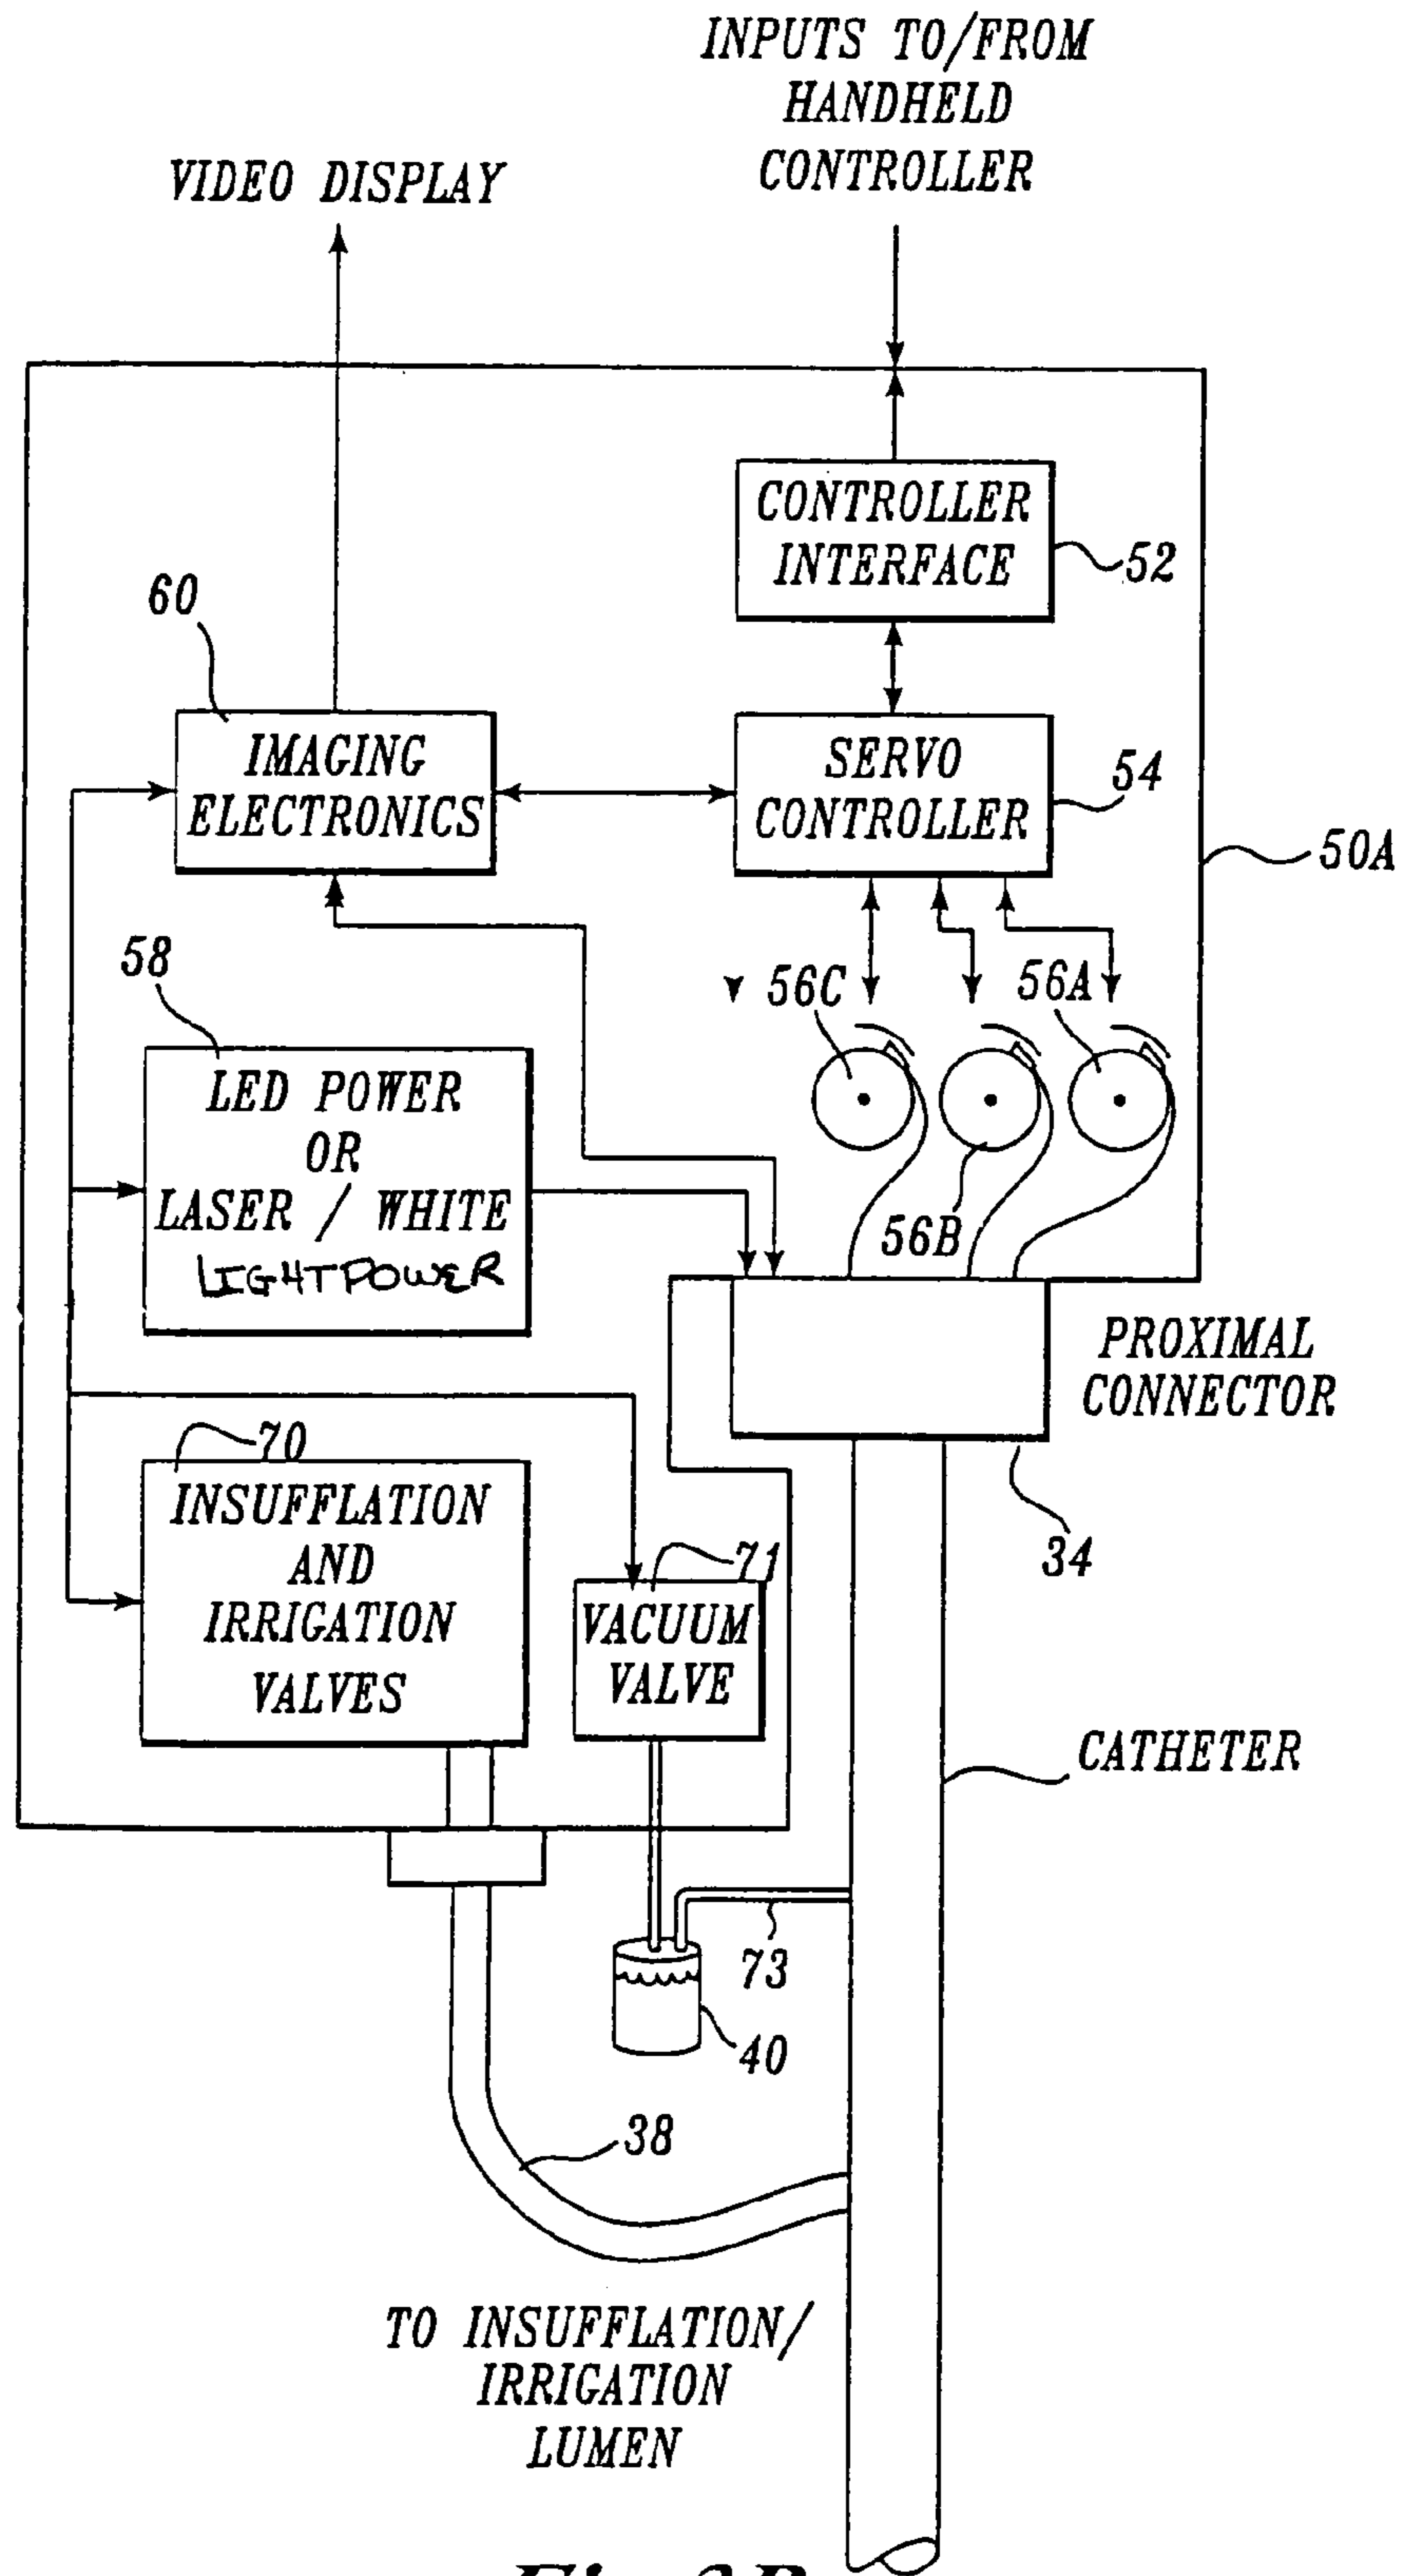 INPUTS TO/FROM
HANDHELD
CONTROLLER
VIDEO DISPLAY
CONTROLLER
INTERFACE
52
60
IMAGING
ELECTRONICS
SERVO
CONTROLLER
54
50A
58
56C
56A
LED POWER
OR
LASER / WHITE
LIGHTPOWER
56B
PROXIMAL
CONNECTOR
34
70
INSUFFLATION
AND
IRRIGATION
VALVES
71
VACUUM
VALVE
CATHETER
73
40
38
TO INSUFFLATION/
IRRIGATION
LUMEN